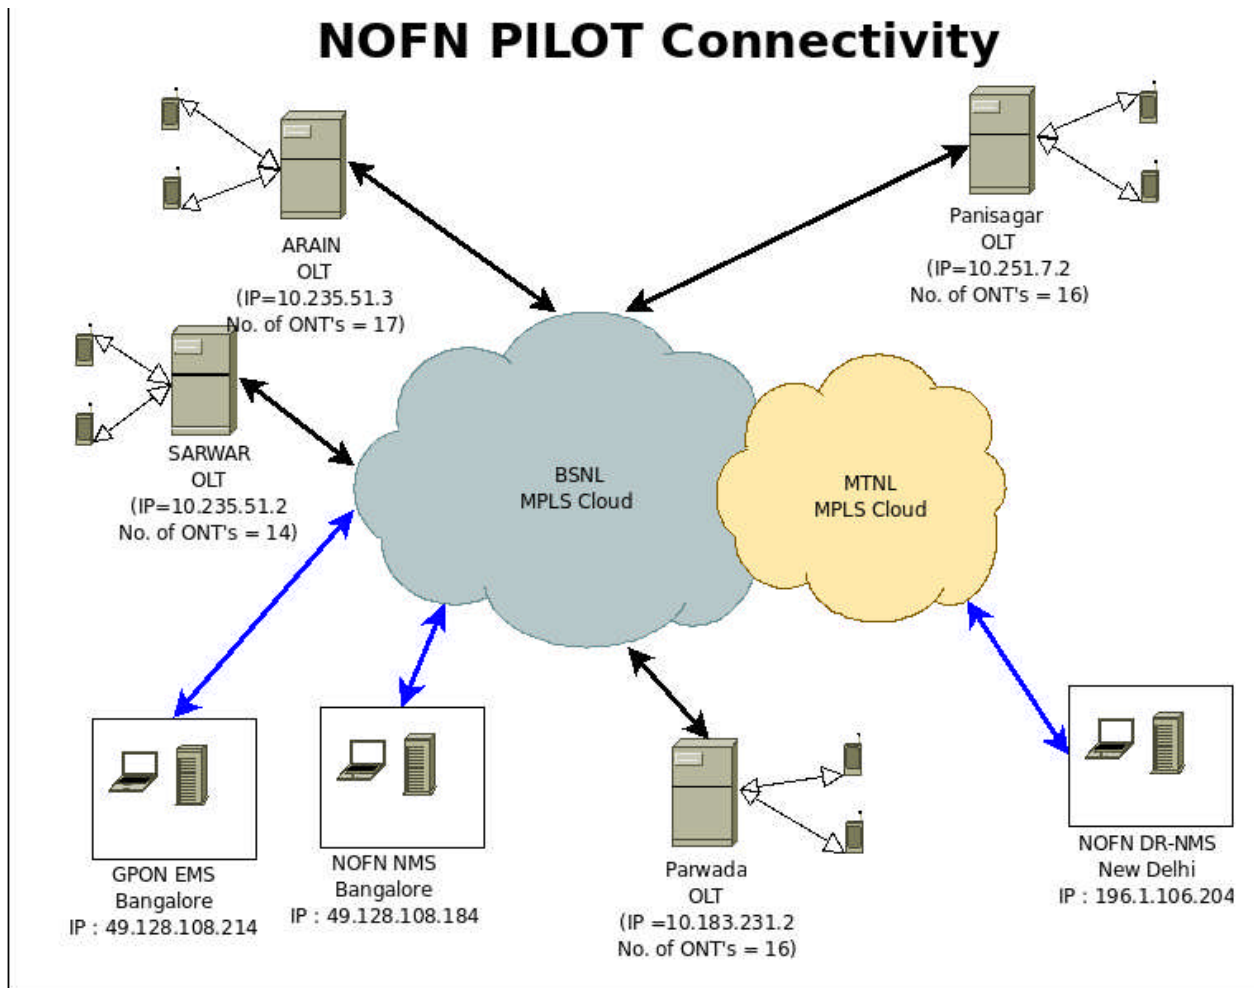 NOFN PILOT Connectivity
ARAIN
OLT
(IP=10.235.51.3
No. of ONT's = 17)
Panisagar
OLT
(IP=10.251.7.2
No. of ONT's = 16)
SARWAR
OLT
(IP=10.235.51.2
No. of ONT's = 14)
BSNL
MPLS Cloud
MTNL
MPLS Cloud
GPON EMS
Bangalore
IP : 49.128.108.214
NOFN NMS
Bangalore
IP : 49.128.108.184
Parwada
OLT
(IP =10.183.231.2
No. of ONT's = 16)
NOFN DR-NMS
New Delhi
IP : 196.1.106.204